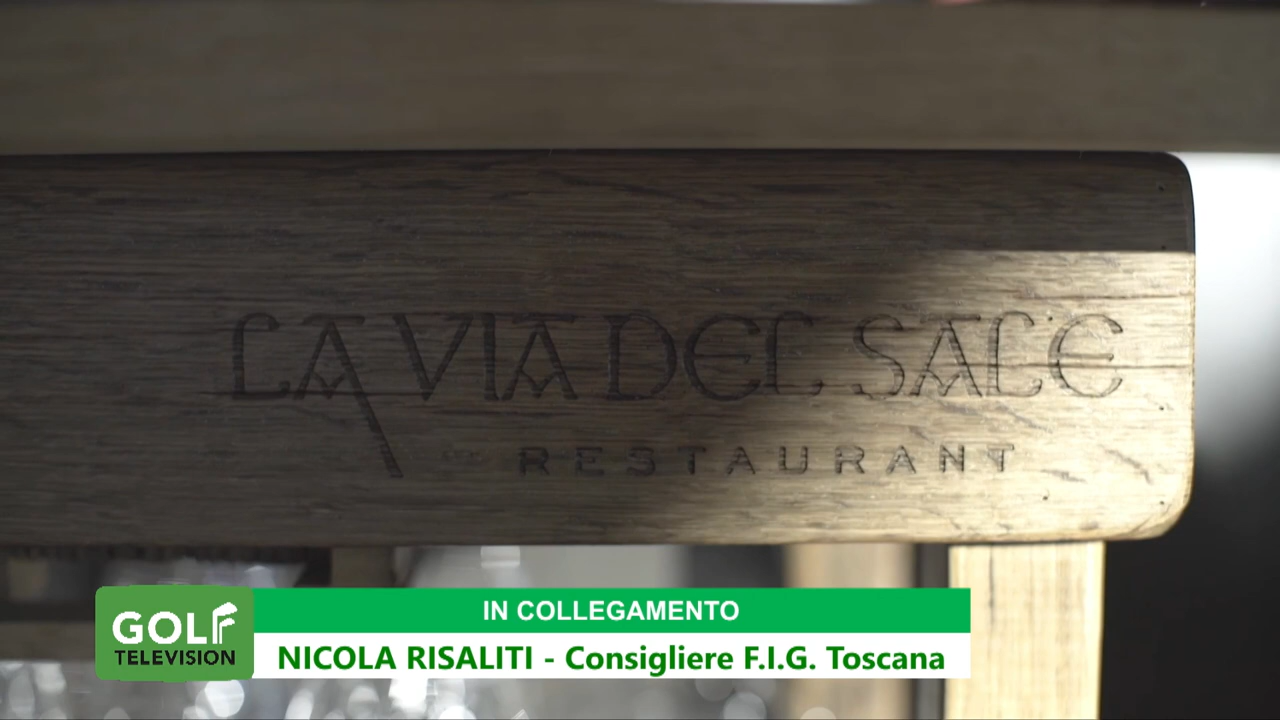 LA VIA DEL SALE
RESTAURANT
GOLF
TELEVISION
IN COLLEGAMENTO
NICOLA RISALITI - Consigliere F.I.G. Toscana